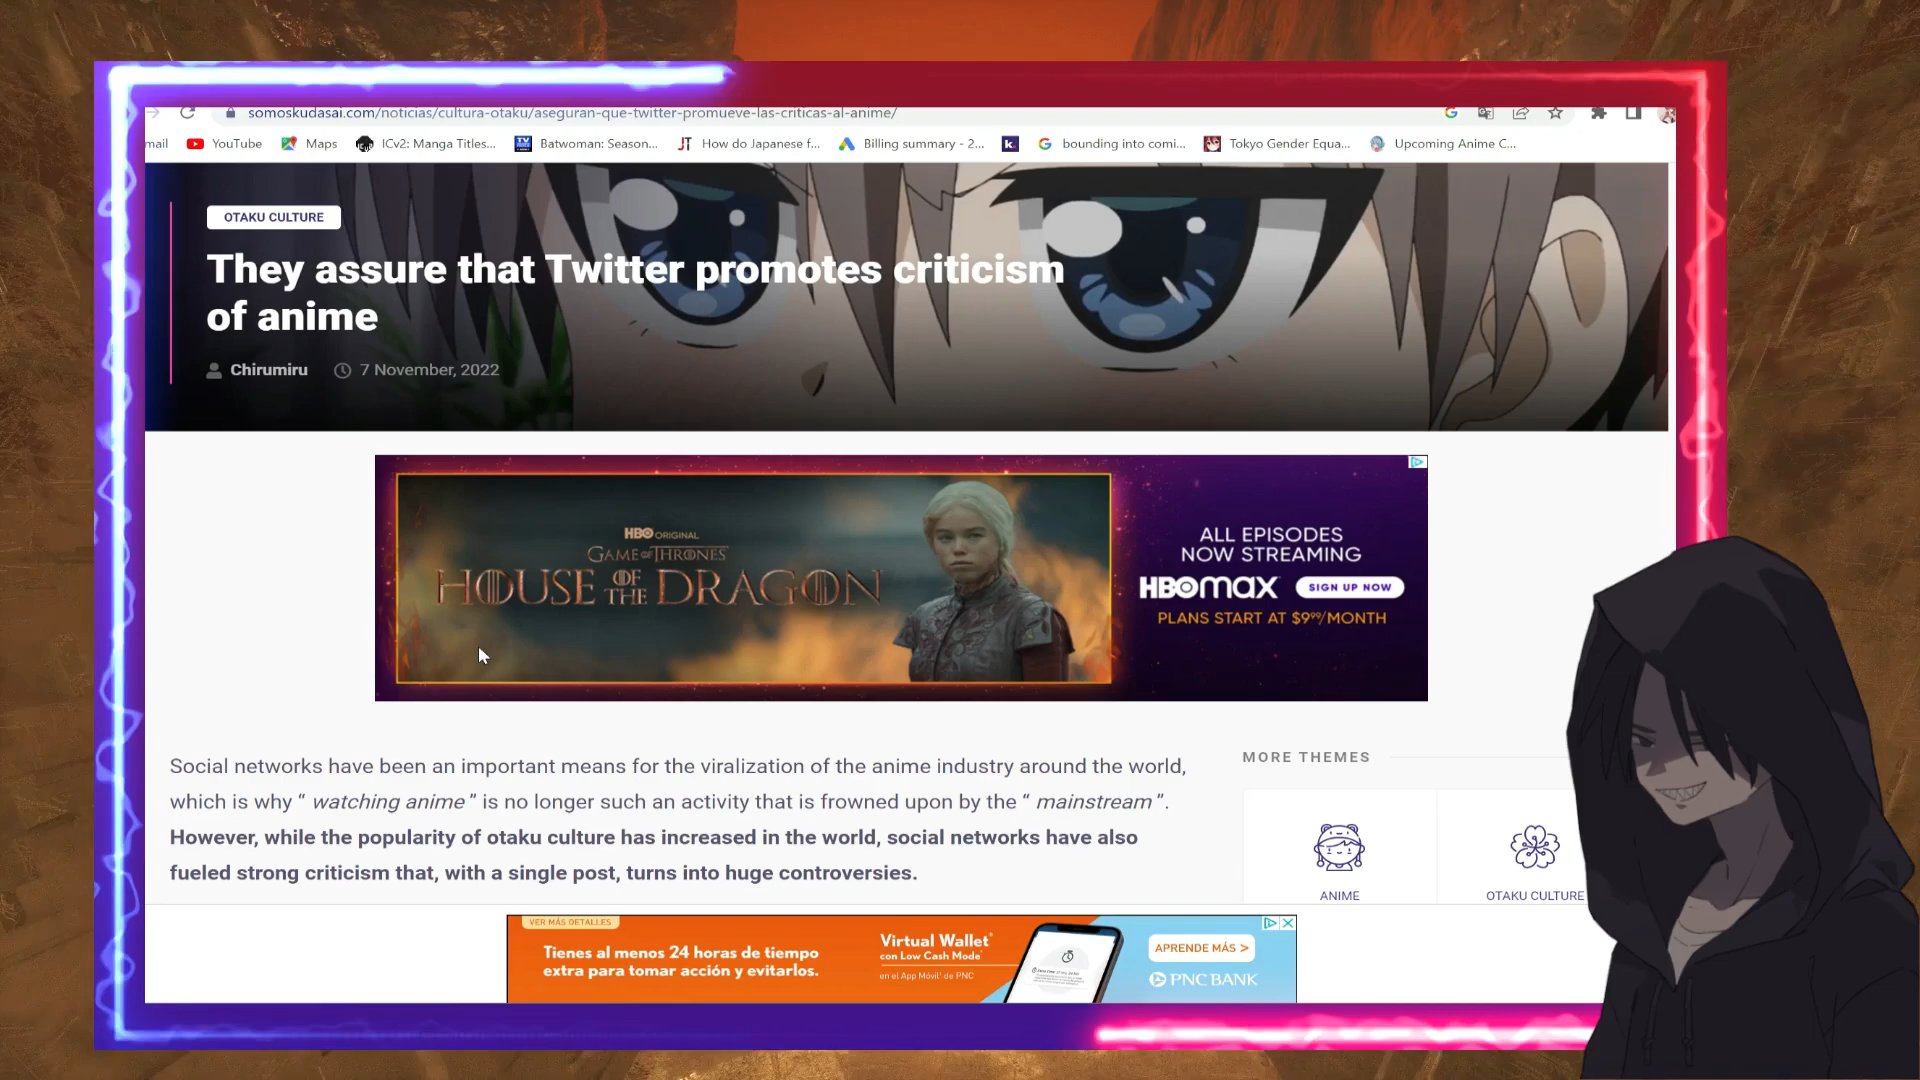 somoskudasai.com/noticias/cultura-otaku/aseguran-que-twitter-promueve-las-criticas-al-anime/
mail YouTube Maps ICv2: Manga Titles... Batwoman: Season... How do Japanese f... Billing summary - 2... k. bounding into comi... Tokyo Gender Equa... Upcoming Anime C...
OTAKU CULTURE
They assure that Twitter promotes criticism
of anime
Chirumiru 7 November, 2022
HBO ORIGINAL
GAME OF THRONES
HOUSE OF THE DRAGON
ALL EPISODES
NOW STREAMING
HBOMAX SIGN UP NOW
PLANS START AT $9⁹⁹/MONTH
Social networks have been an important means for the viralization of the anime industry around the world,
which is why “ watching anime ” is no longer such an activity that is frowned upon by the “ mainstream ”.
However, while the popularity of otaku culture has increased in the world, social networks have also
fueled strong criticism that, with a single post, turns into huge controversies.
MORE THEMES
ANIME
OTAKU CULTURE
VER MÁS DETALLES
Tienes al menos 24 horas de tiempo
extra para tomar acción y evitarlos.
Virtual Wallet®
con Low Cash Mode®
en el App Móvil¹ de PNC
APRENDE MÁS >
PNC BANK